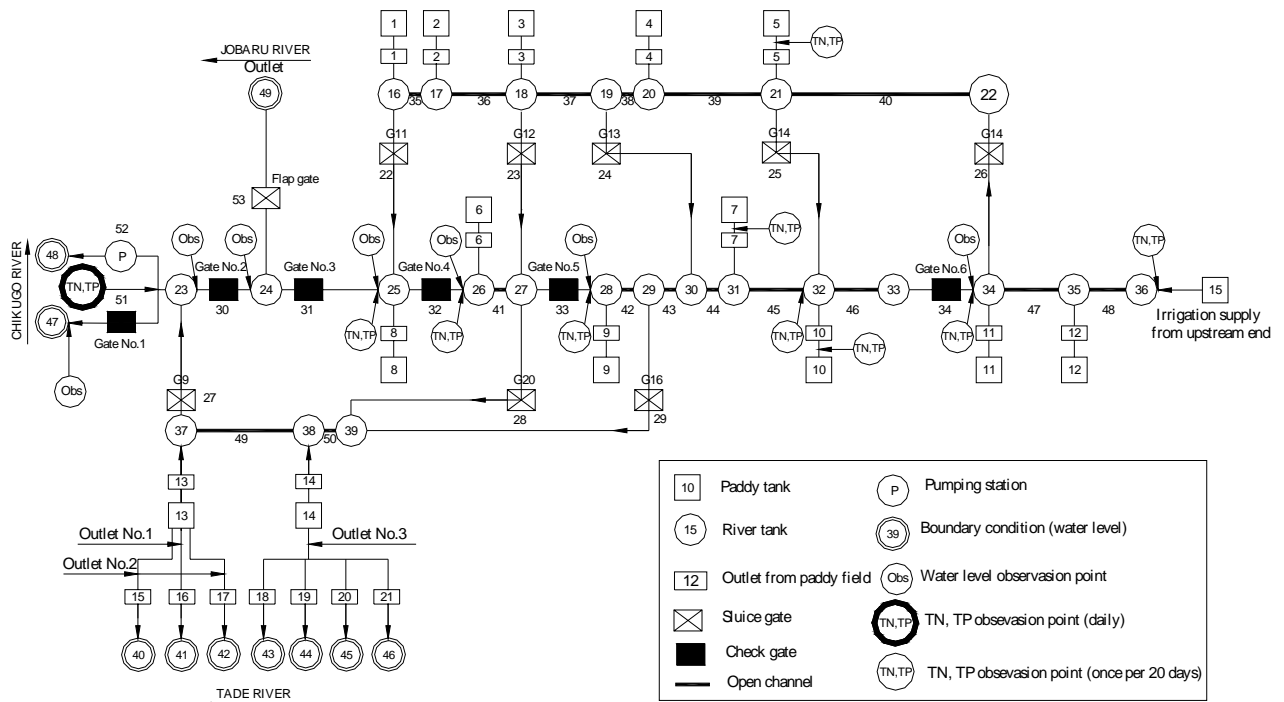 1 2 3 4 5
TN,TP
1 2 3 4 5
JOBARU RIVER
Outlet
49
16 17 18 19 20 21 22
35 36 37 38 39 40
G11 G12 G13 G14 G14
22 23 24 25 26
Flap gate
53
6
7
TN,TP
6
7
52
Obs Obs Obs Obs Obs Obs TN,TP
Gate No.2 Gate No.3 Gate No.4 Gate No.5 Gate No.6
48 P
CHIKUGO RIVER
TN,TP
51
23 24 25 26 27 28 29 30 31 32 33 34 35 36 15
30 31 32 41 33 42 43 44 45 46 34 47 48
Irrigation supply
from upstream end
47
Gate No.1
TN,TP TN,TP TN,TP TN,TP TN,TP
8 9 10 11 12
TN,TP
8 9 10 11 12
Obs
G9 G20 G16
27 28 29
37 38 39
49 50
13 14
13 14
Outlet No.1 Outlet No.3
Outlet No.2
15 16 17 18 19 20 21
40 41 42 43 44 45 46
TADE RIVER
10 Paddy tank
15 River tank
12 Outlet from paddy field
Sluice gate
Check gate
Open channel
P Pumping station
39 Boundary condition (water level)
Obs Water level observasion point
TN,TP TN, TP obsevasion point (daily)
TN,TP TN, TP obsevasion point (once per 20 days)